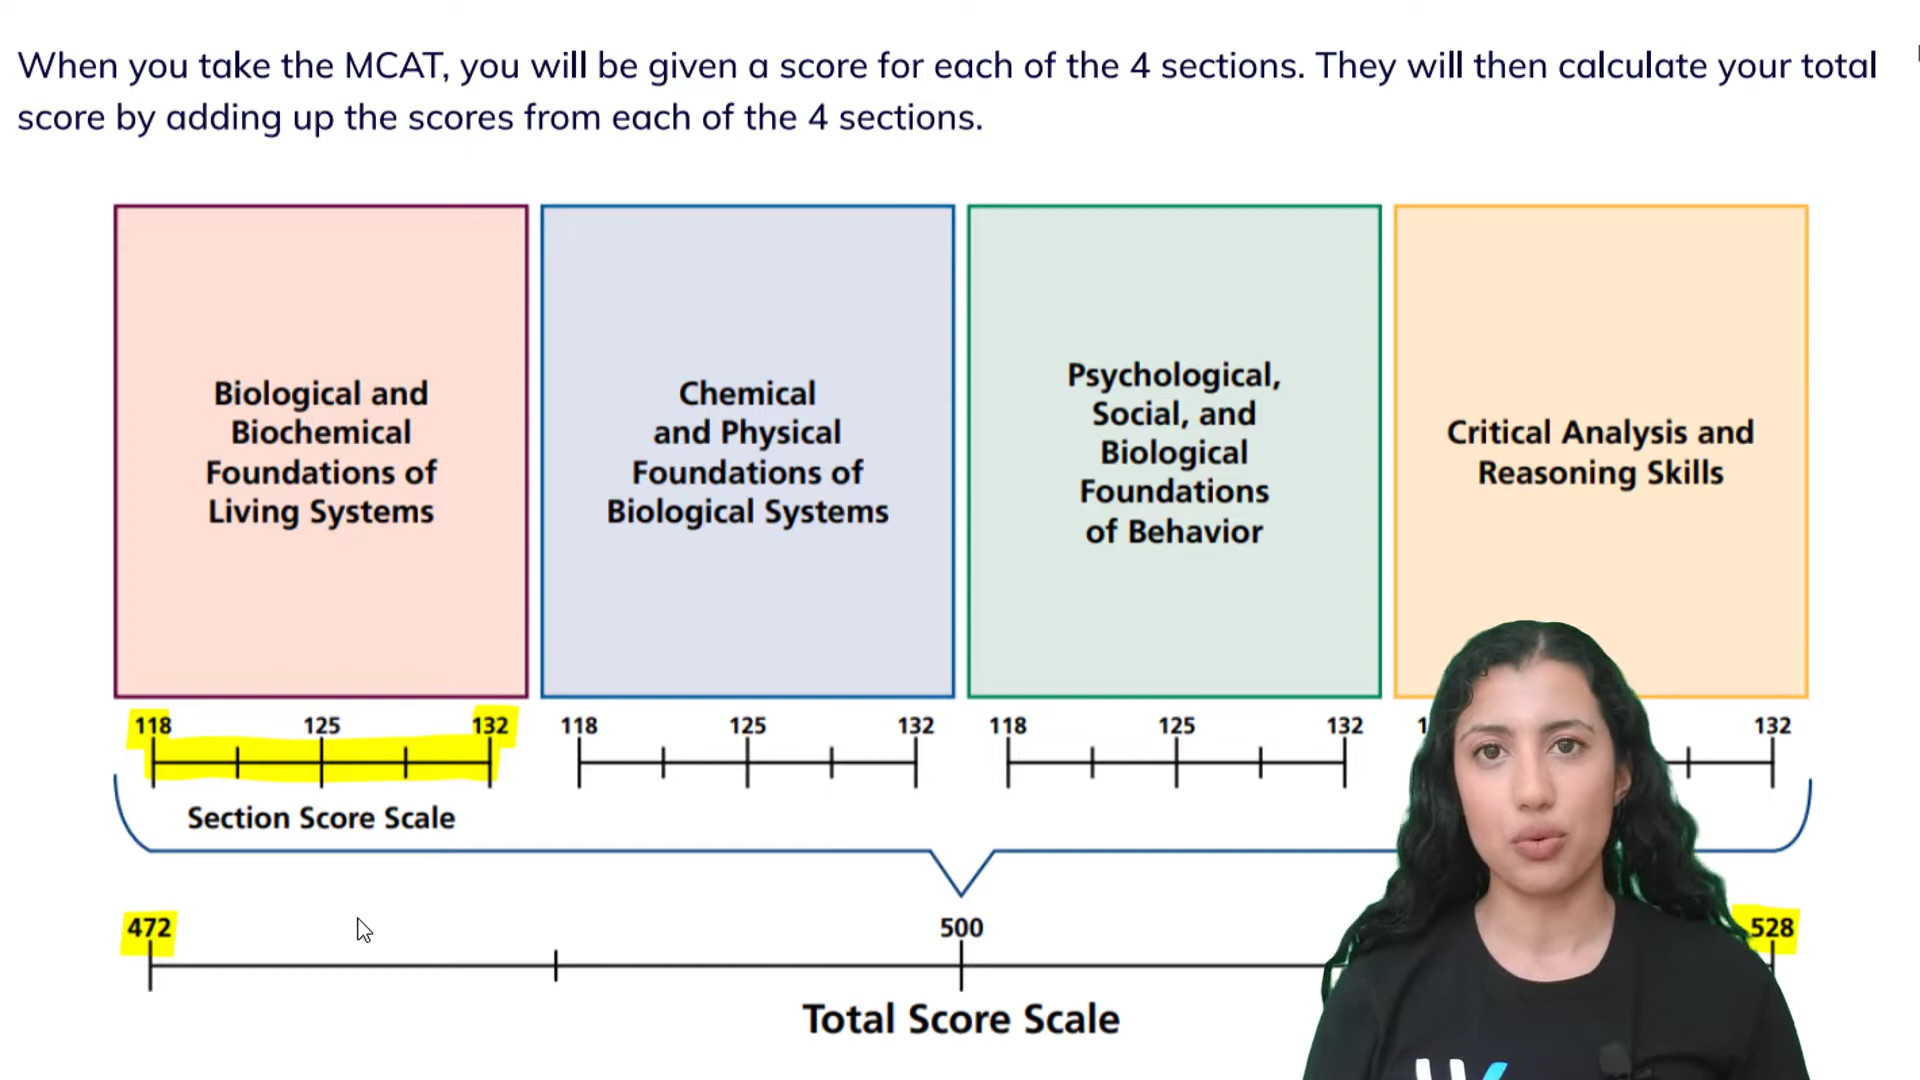 When you take the MCAT, you will be given a score for each of the 4 sections. They will then calculate your total
score by adding up the scores from each of the 4 sections.
Biological and
Biochemical
Foundations of
Living Systems
Chemical
and Physical
Foundations of
Biological Systems
Psychological,
Social, and
Biological
Foundations
of Behavior
Critical Analysis and
Reasoning Skills
118 125 132
118 125 132
118 125 132
132
Section Score Scale
472 500 528
Total Score Scale